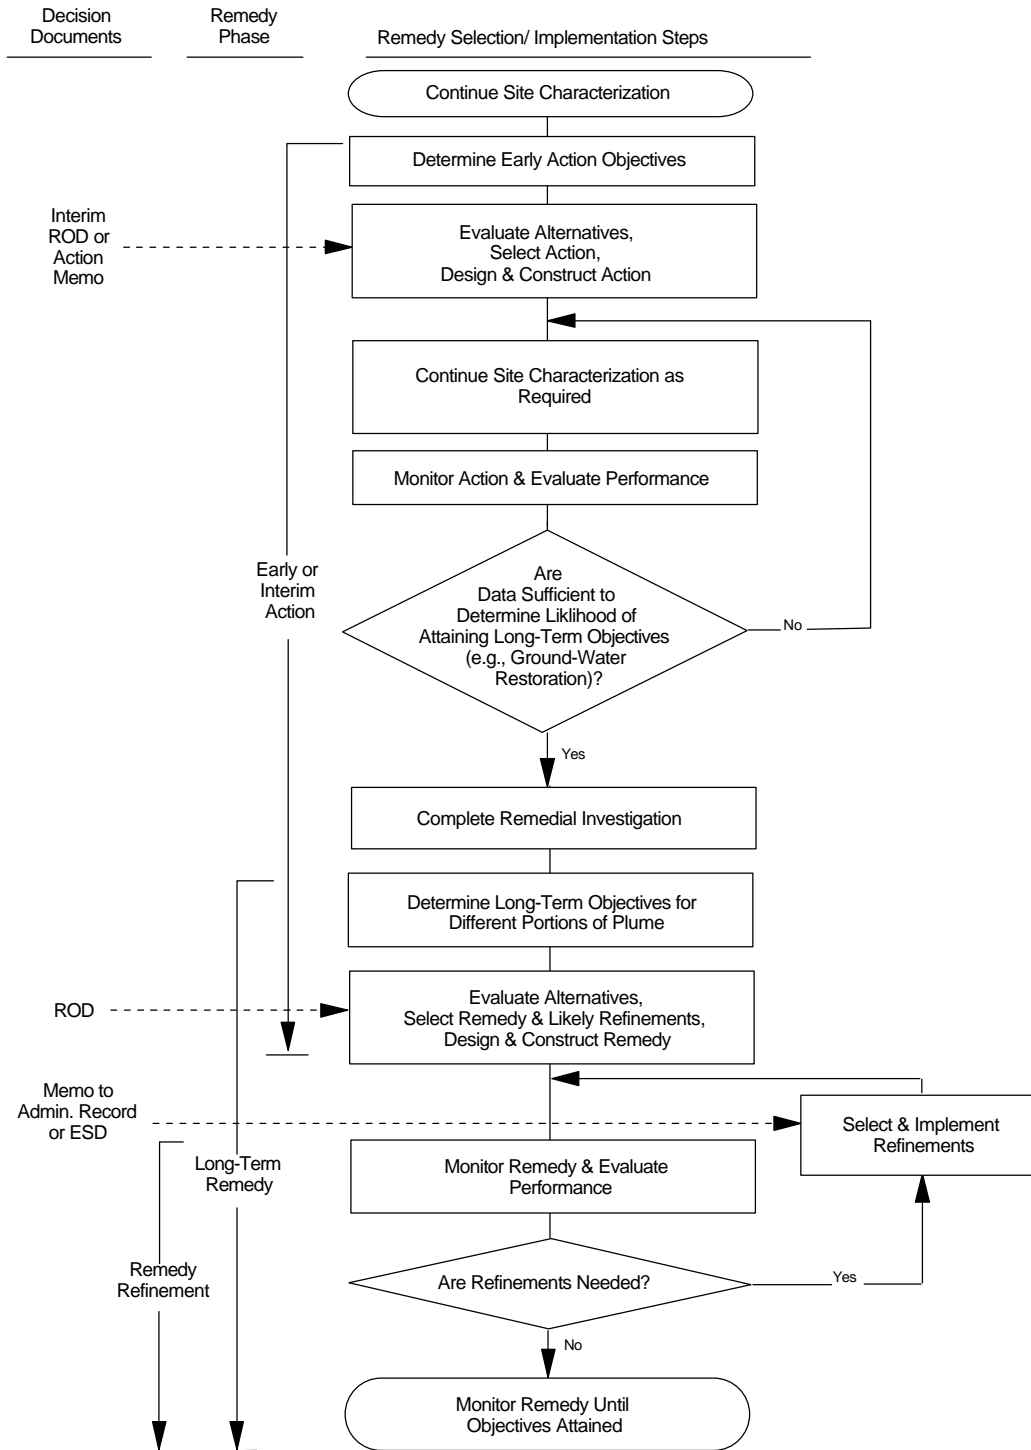 Decision
Documents
Remedy
Phase
Remedy Selection/ Implementation Steps
Continue Site Characterization
Determine Early Action Objectives
Interim
ROD or
Action
Memo
Evaluate Alternatives,
Select Action,
Design & Construct Action
Continue Site Characterization as
Required
Monitor Action & Evaluate Performance
Early or
Interim
Action
Are
Data Sufficient to
Determine Liklihood of
Attaining Long-Term Objectives
(e.g., Ground-Water
Restoration)?
No
Yes
Complete Remedial Investigation
Determine Long-Term Objectives for
Different Portions of Plume
ROD
Evaluate Alternatives,
Select Remedy & Likely Refinements,
Design & Construct Remedy
Memo to
Admin. Record
or ESD
Select & Implement
Refinements
Long-Term
Remedy
Monitor Remedy & Evaluate
Performance
Remedy
Refinement
Are Refinements Needed?
Yes
No
Monitor Remedy Until
Objectives Attained